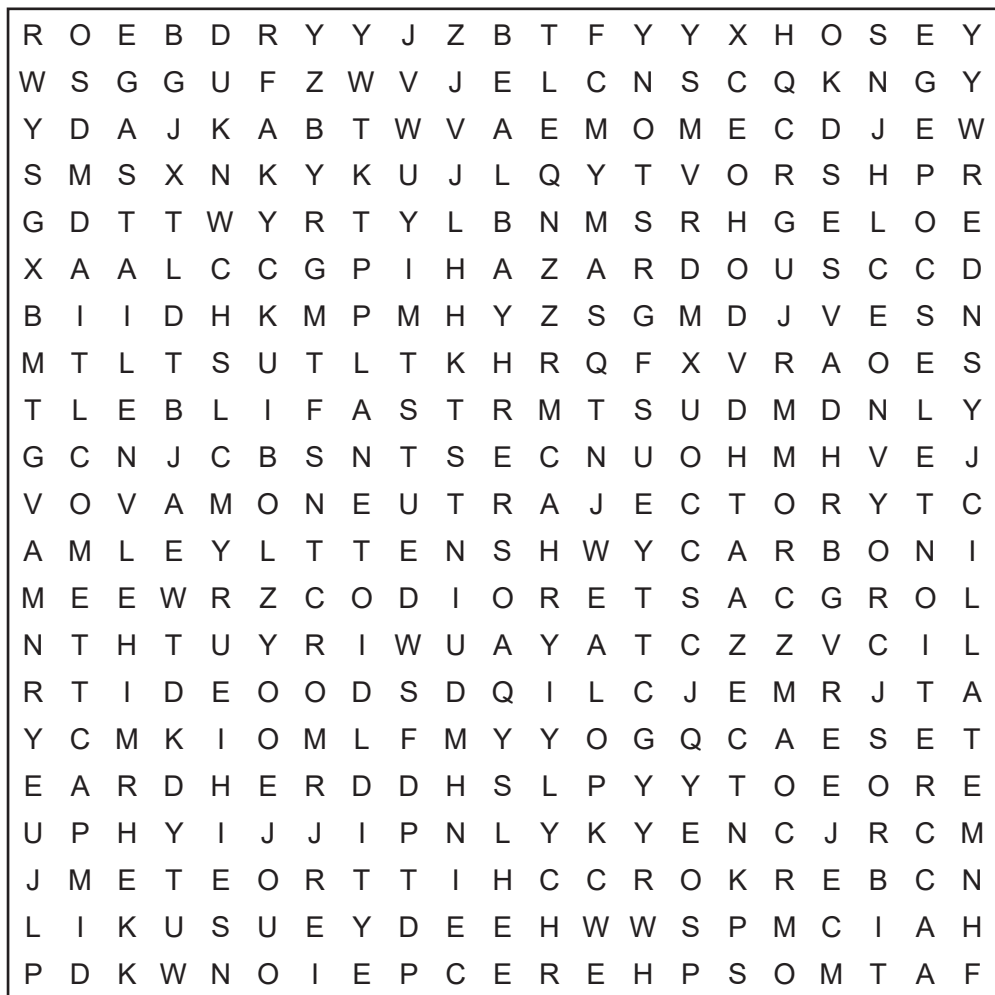 R O E B D R Y Y J Z B T F Y Y X H O S E Y
W S G G U F Z W V J E L C N S C Q K N G Y
Y D A J K A B T W V A E M O M E C D J E W
S M S X N K Y K U J L Q Y T V O R S H P R
G D T T W Y R T Y L B N M S R H G E L O E
X A A L C C G P I H A Z A R D O U S C C D
B I I D H K M P M H Y Z S G M D J V E S N
M T L T S U T L T K H R Q F X V R A O E S
T L E B L I F A S T R M T S U D M D N L Y
G C N J C B S N T S E C N U O H M H V E J
V O V A M O N E U T R A J E C T O R Y T C
A M L E Y L T T E N S H W Y C A R B O N I
M E E W R Z C O D I O R E T S A C G R O L
N T H T U Y R I W U A Y A T C Z Z V C I L
R T I D E O O D S D Q I L C J E M R J T A
Y C M K I O M L F M Y Y O G Q C A E S E T
E A R D H E R D D H S L P Y Y T O E O R E
U P H Y I J J I P N L Y K Y E N C J R C M
J M E T E O R T T I H C C R O K R E B C N
L I K U S U E Y D E E H W W S P M C I A H
P D K W N O I E P C E R E H P S O M T A F